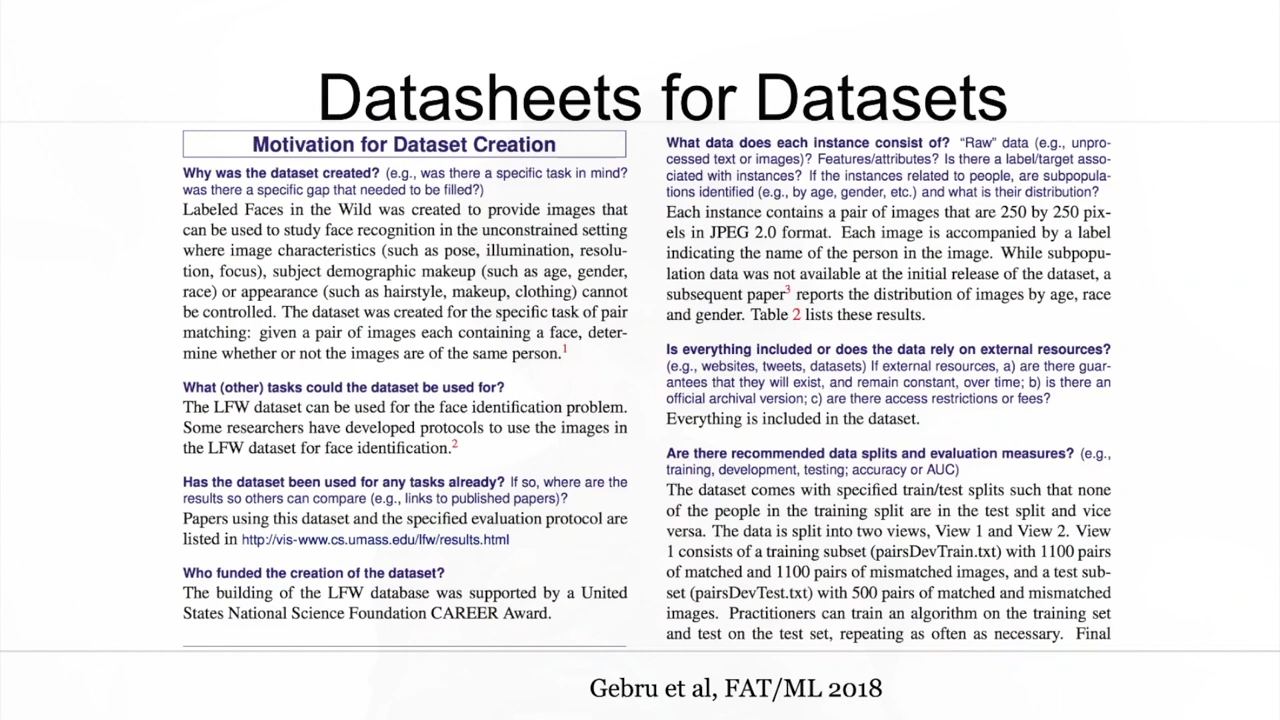 Datasheets for Datasets
Motivation for Dataset Creation
Why was the dataset created? (e.g., was there a specific task in mind?
was there a specific gap that needed to be filled?)
Labeled Faces in the Wild was created to provide images that
can be used to study face recognition in the unconstrained setting
where image characteristics (such as pose, illumination, resolu-
tion, focus), subject demographic makeup (such as age, gender,
race) or appearance (such as hairstyle, makeup, clothing) cannot
be controlled. The dataset was created for the specific task of pair
matching: given a pair of images each containing a face, deter-
mine whether or not the images are of the same person.1
What (other) tasks could the dataset be used for?
The LFW dataset can be used for the face identification problem.
Some researchers have developed protocols to use the images in
the LFW dataset for face identification.2
Has the dataset been used for any tasks already? If so, where are the
results so others can compare (e.g., links to published papers)?
Papers using this dataset and the specified evaluation protocol are
listed in http://vis-www.cs.umass.edu/lfw/results.html
Who funded the creation of the dataset?
The building of the LFW database was supported by a United
States National Science Foundation CAREER Award.
What data does each instance consist of? “Raw” data (e.g., unpro-
cessed text or images)? Features/attributes? Is there a label/target asso-
ciated with instances? If the instances are related to people, are subpopula-
tions identified (e.g., by age, gender, etc.) and what is their distribution?
Each instance contains a pair of images that are 250 by 250 pix-
els in JPEG 2.0 format. Each image is accompanied by a label
indicating the name of the person in the image. While subpopu-
lation data was not available at the initial release of the dataset, a
subsequent paper3 reports the distribution of images by age, race
and gender. Table 2 lists these results.
Is everything included or does the data rely on external resources?
(e.g., websites, tweets, datasets) If external resources, a) are there guar-
antees that they will exist, and remain constant, over time; b) is there an
official archival version; c) are there access restrictions or fees?
Everything is included in the dataset.
Are there recommended data splits and evaluation measures? (e.g.,
training, development, testing; accuracy or AUC)
The dataset comes with specified train/test splits such that none
of the people in the training split are in the test split and vice
versa. The data is split into two views, View 1 and View 2. View
1 consists of a training subset (pairsDevTrain.txt) with 1100 pairs
of matched and 1100 pairs of mismatched images, and a test sub-
set (pairsDevTest.txt) with 500 pairs of matched and mismatched
images. Practitioners can train an algorithm on the training set
and test on the test set, repeating as often as necessary. Final
Gebru et al, FAT/ML 2018